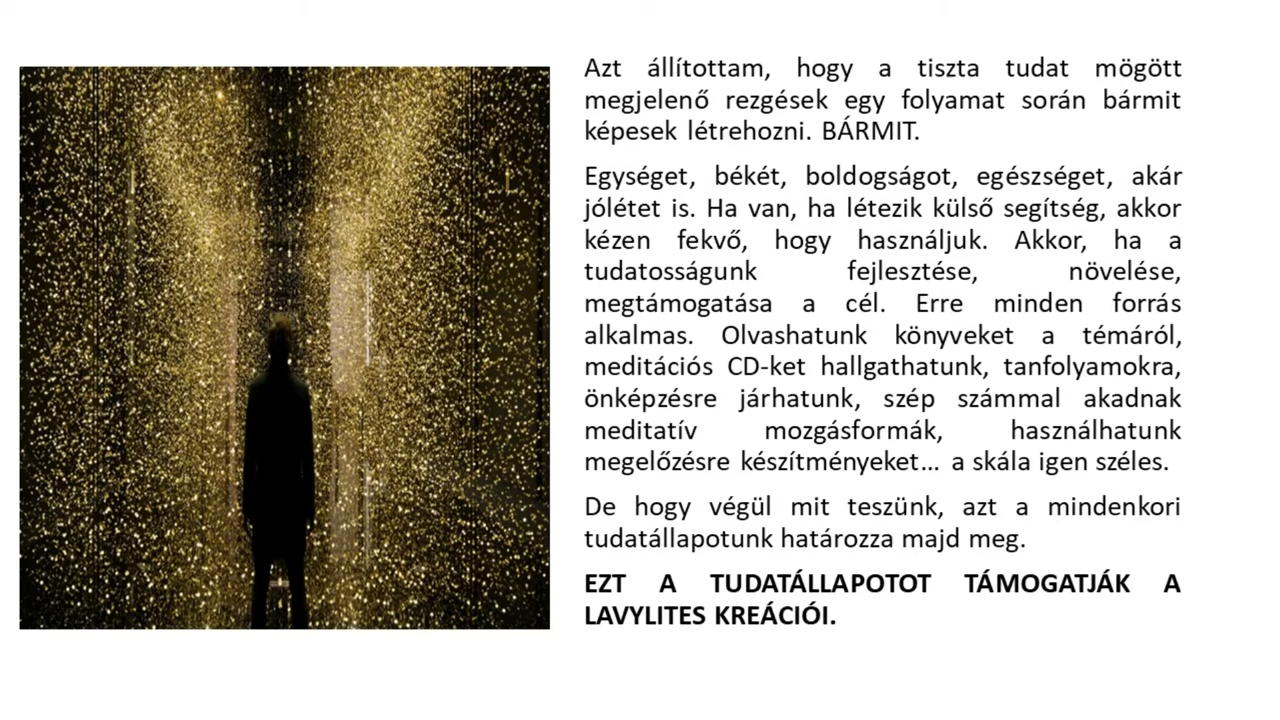 Azt állítottam, hogy a tiszta tudat mögött
megjelenő rezgések egy folyamat során bármit
képesek létrehozni. BÁRMIT.
Egységet, békét, boldogságot, egészséget, akár
jólétet is. Ha van, ha létezik külső segítség, akkor
kézen fekvő, hogy használjuk. Akkor, ha a
tudatosságunk fejlesztése, növelése,
megtámogatása a cél. Erre minden forrás
alkalmas. Olvashatunk könyveket a témáról,
meditációs CD-ket hallgathatunk, tanfolyamokra,
önképzésre járhatunk, szép számmal akadnak
meditatív mozgásformák, használhatunk
megelőzésre készítményeket... a skála igen széles.
De hogy végül mit teszünk, azt a mindenkori
tudatállapotunk határozza majd meg.
EZT A TUDATÁLLAPOTOT TÁMOGATJÁK A
LAVYLITES KREÁCIÓI.